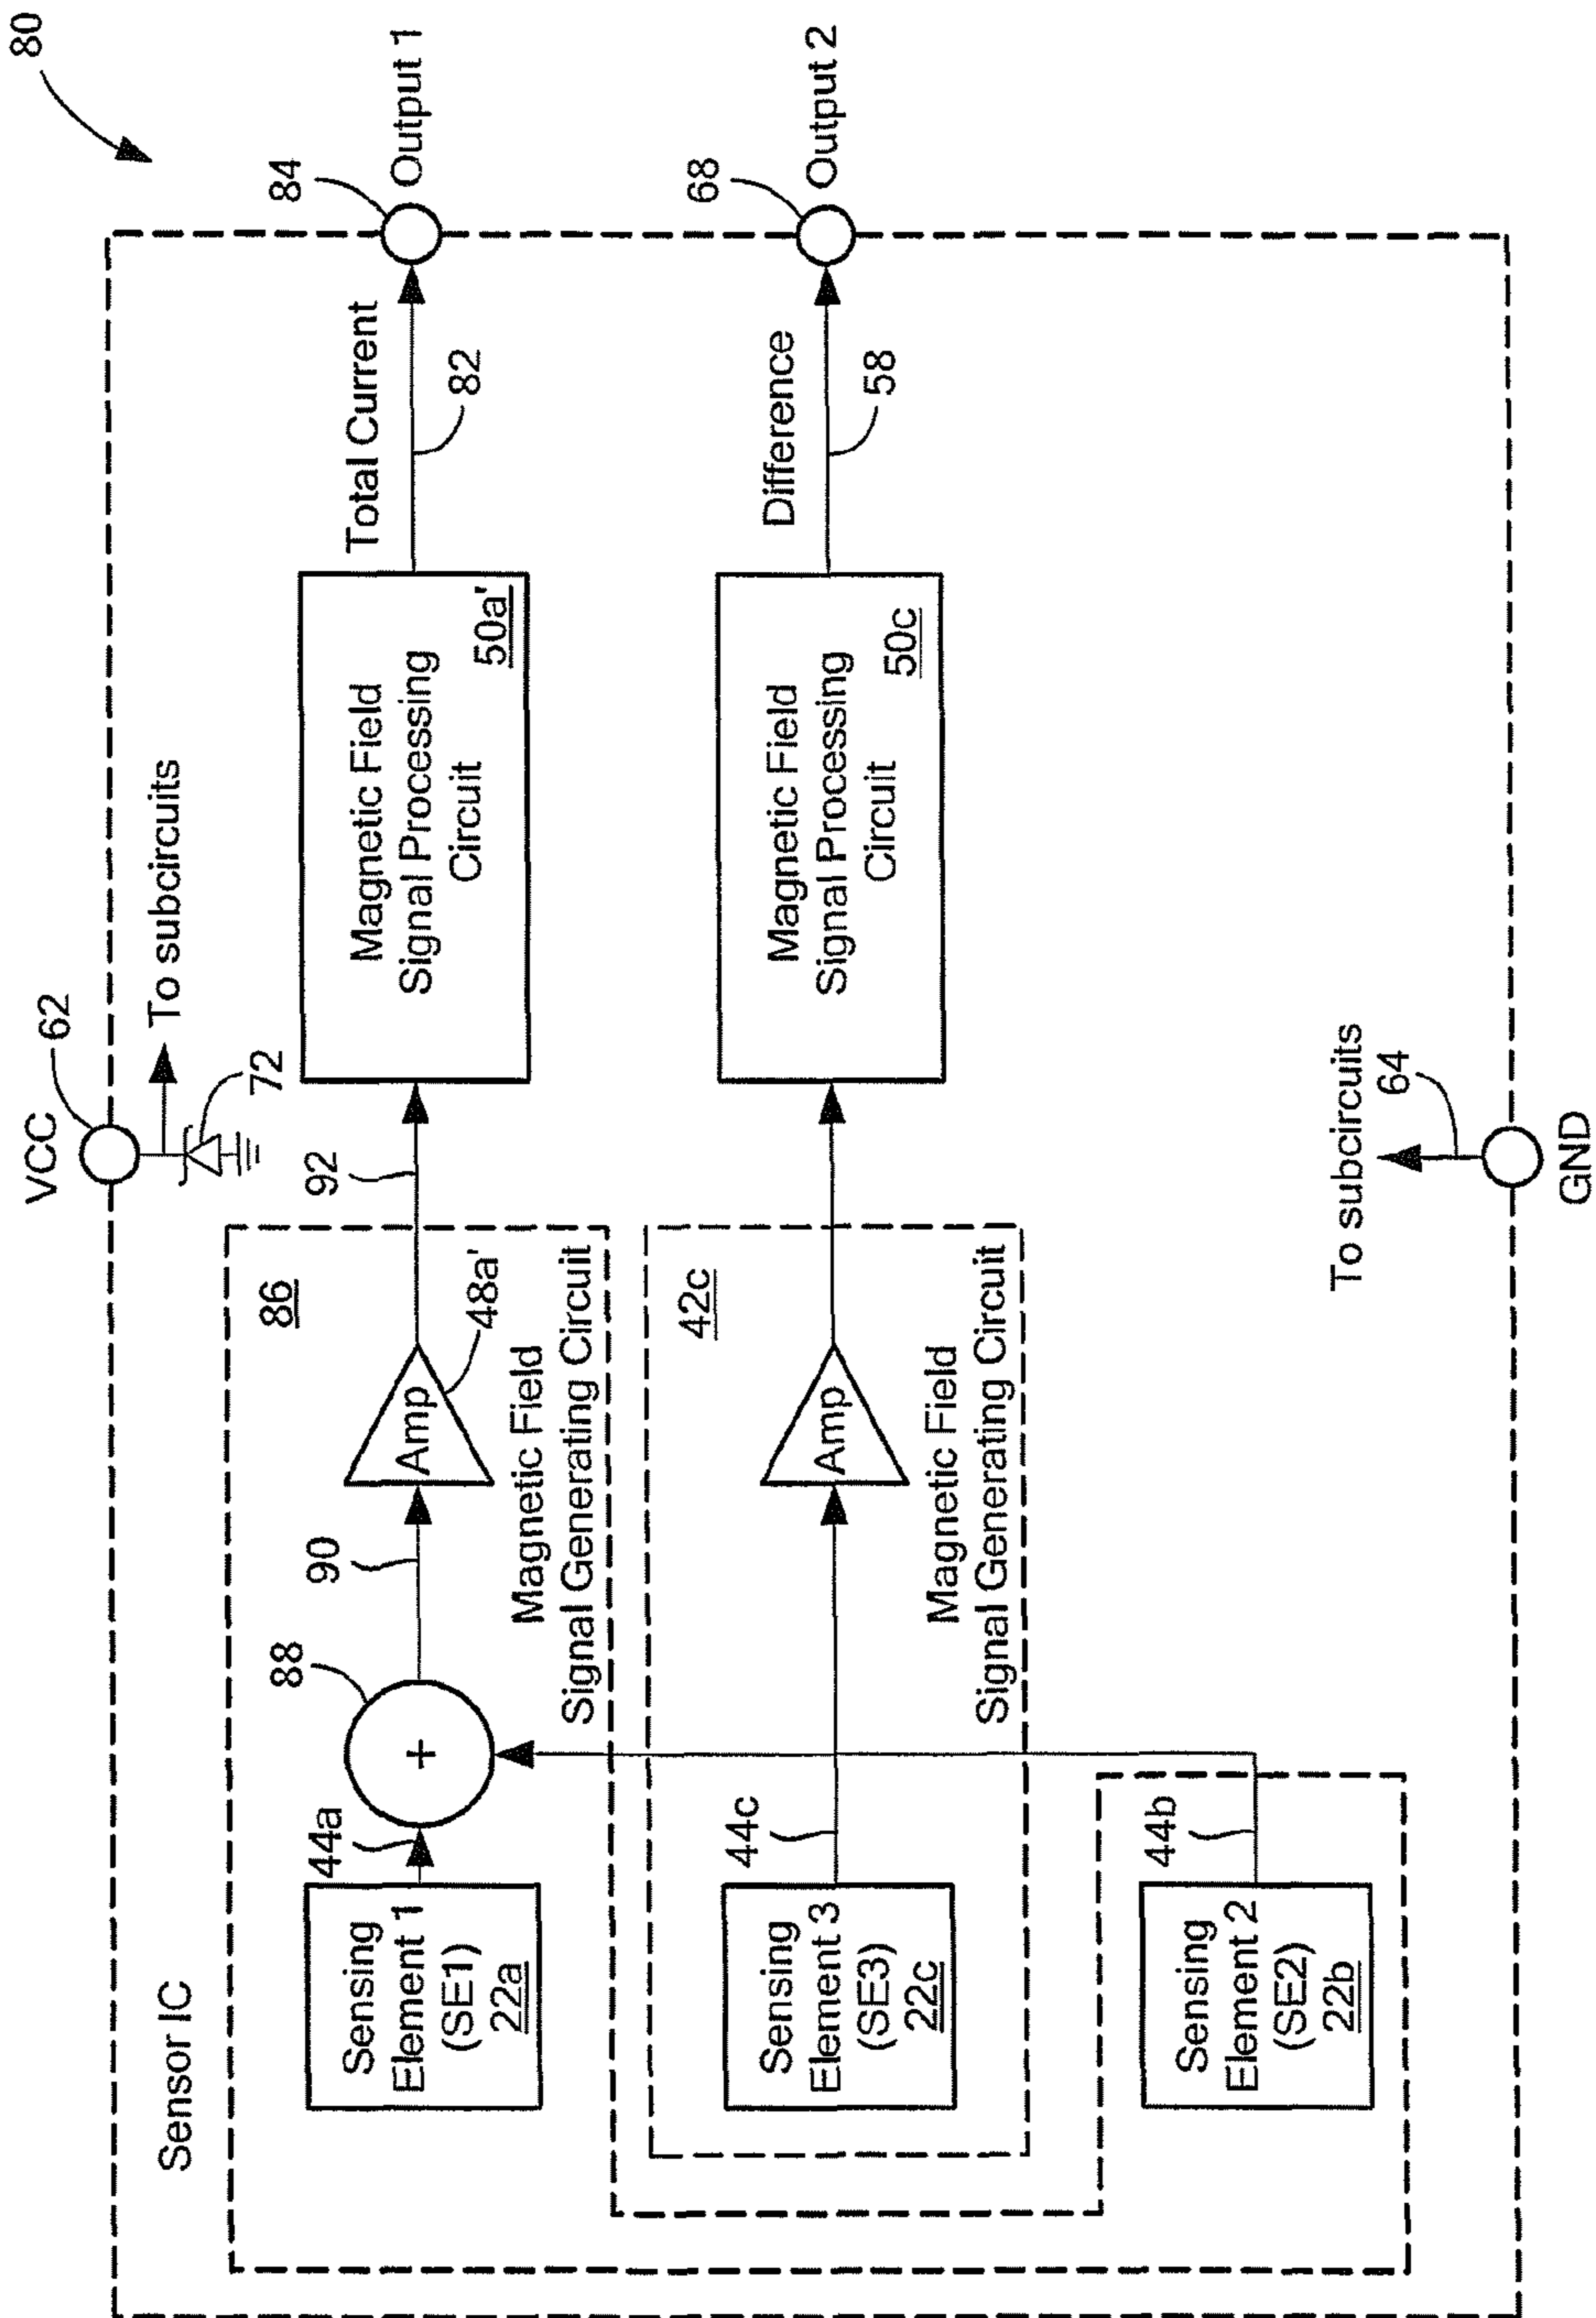 80
VCC
62
To subcircuits
72
Sensor IC
86
Sensing
Element 1
(SE1)
22a
44a
88
+
90
Amp
48a'
Magnetic Field
Signal Generating Circuit
92
Magnetic Field
Signal Processing
Circuit
50a'
Total Current
82
84
Output 1
42c
Sensing
Element 3
(SE3)
22c
44c
Amp
Magnetic Field
Signal Generating Circuit
Magnetic Field
Signal Processing
Circuit
50c
Difference
58
68
Output 2
Sensing
Element 2
(SE2)
22b
44b
To subcircuits
64
GND